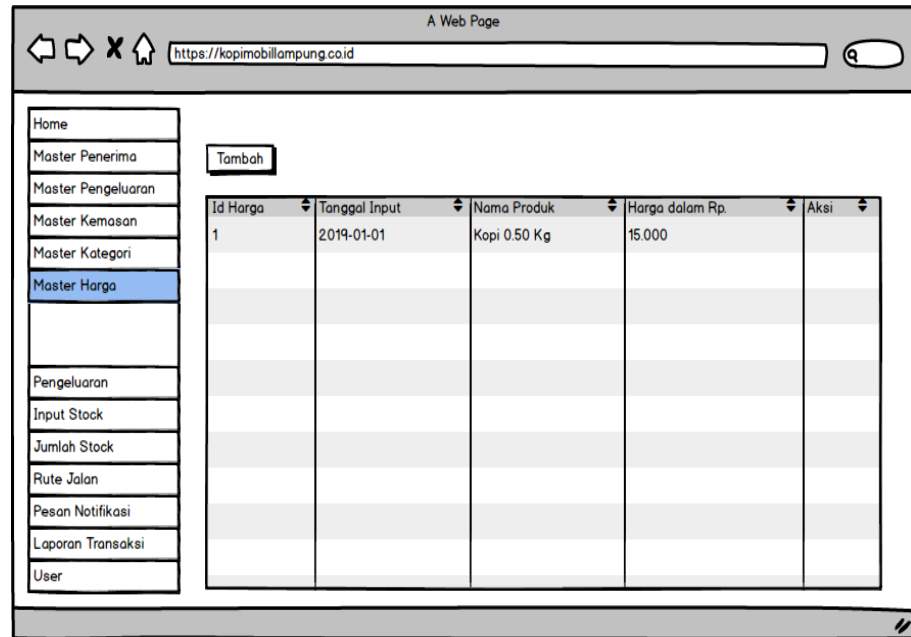 A Web Page
https://kopimobillampung.co.id
Home
Master Penerima
Master Pengeluaran
Master Kemasan
Master Kategori
Master Harga
Pengeluaran
Input Stock
Jumlah Stock
Rute Jalan
Pesan Notifikasi
Laporan Transaksi
User
Tambah
Id Harga Tanggal Input Nama Produk Harga dalam Rp. Aksi
1 2019-01-01 Kopi 0.50 Kg 15.000